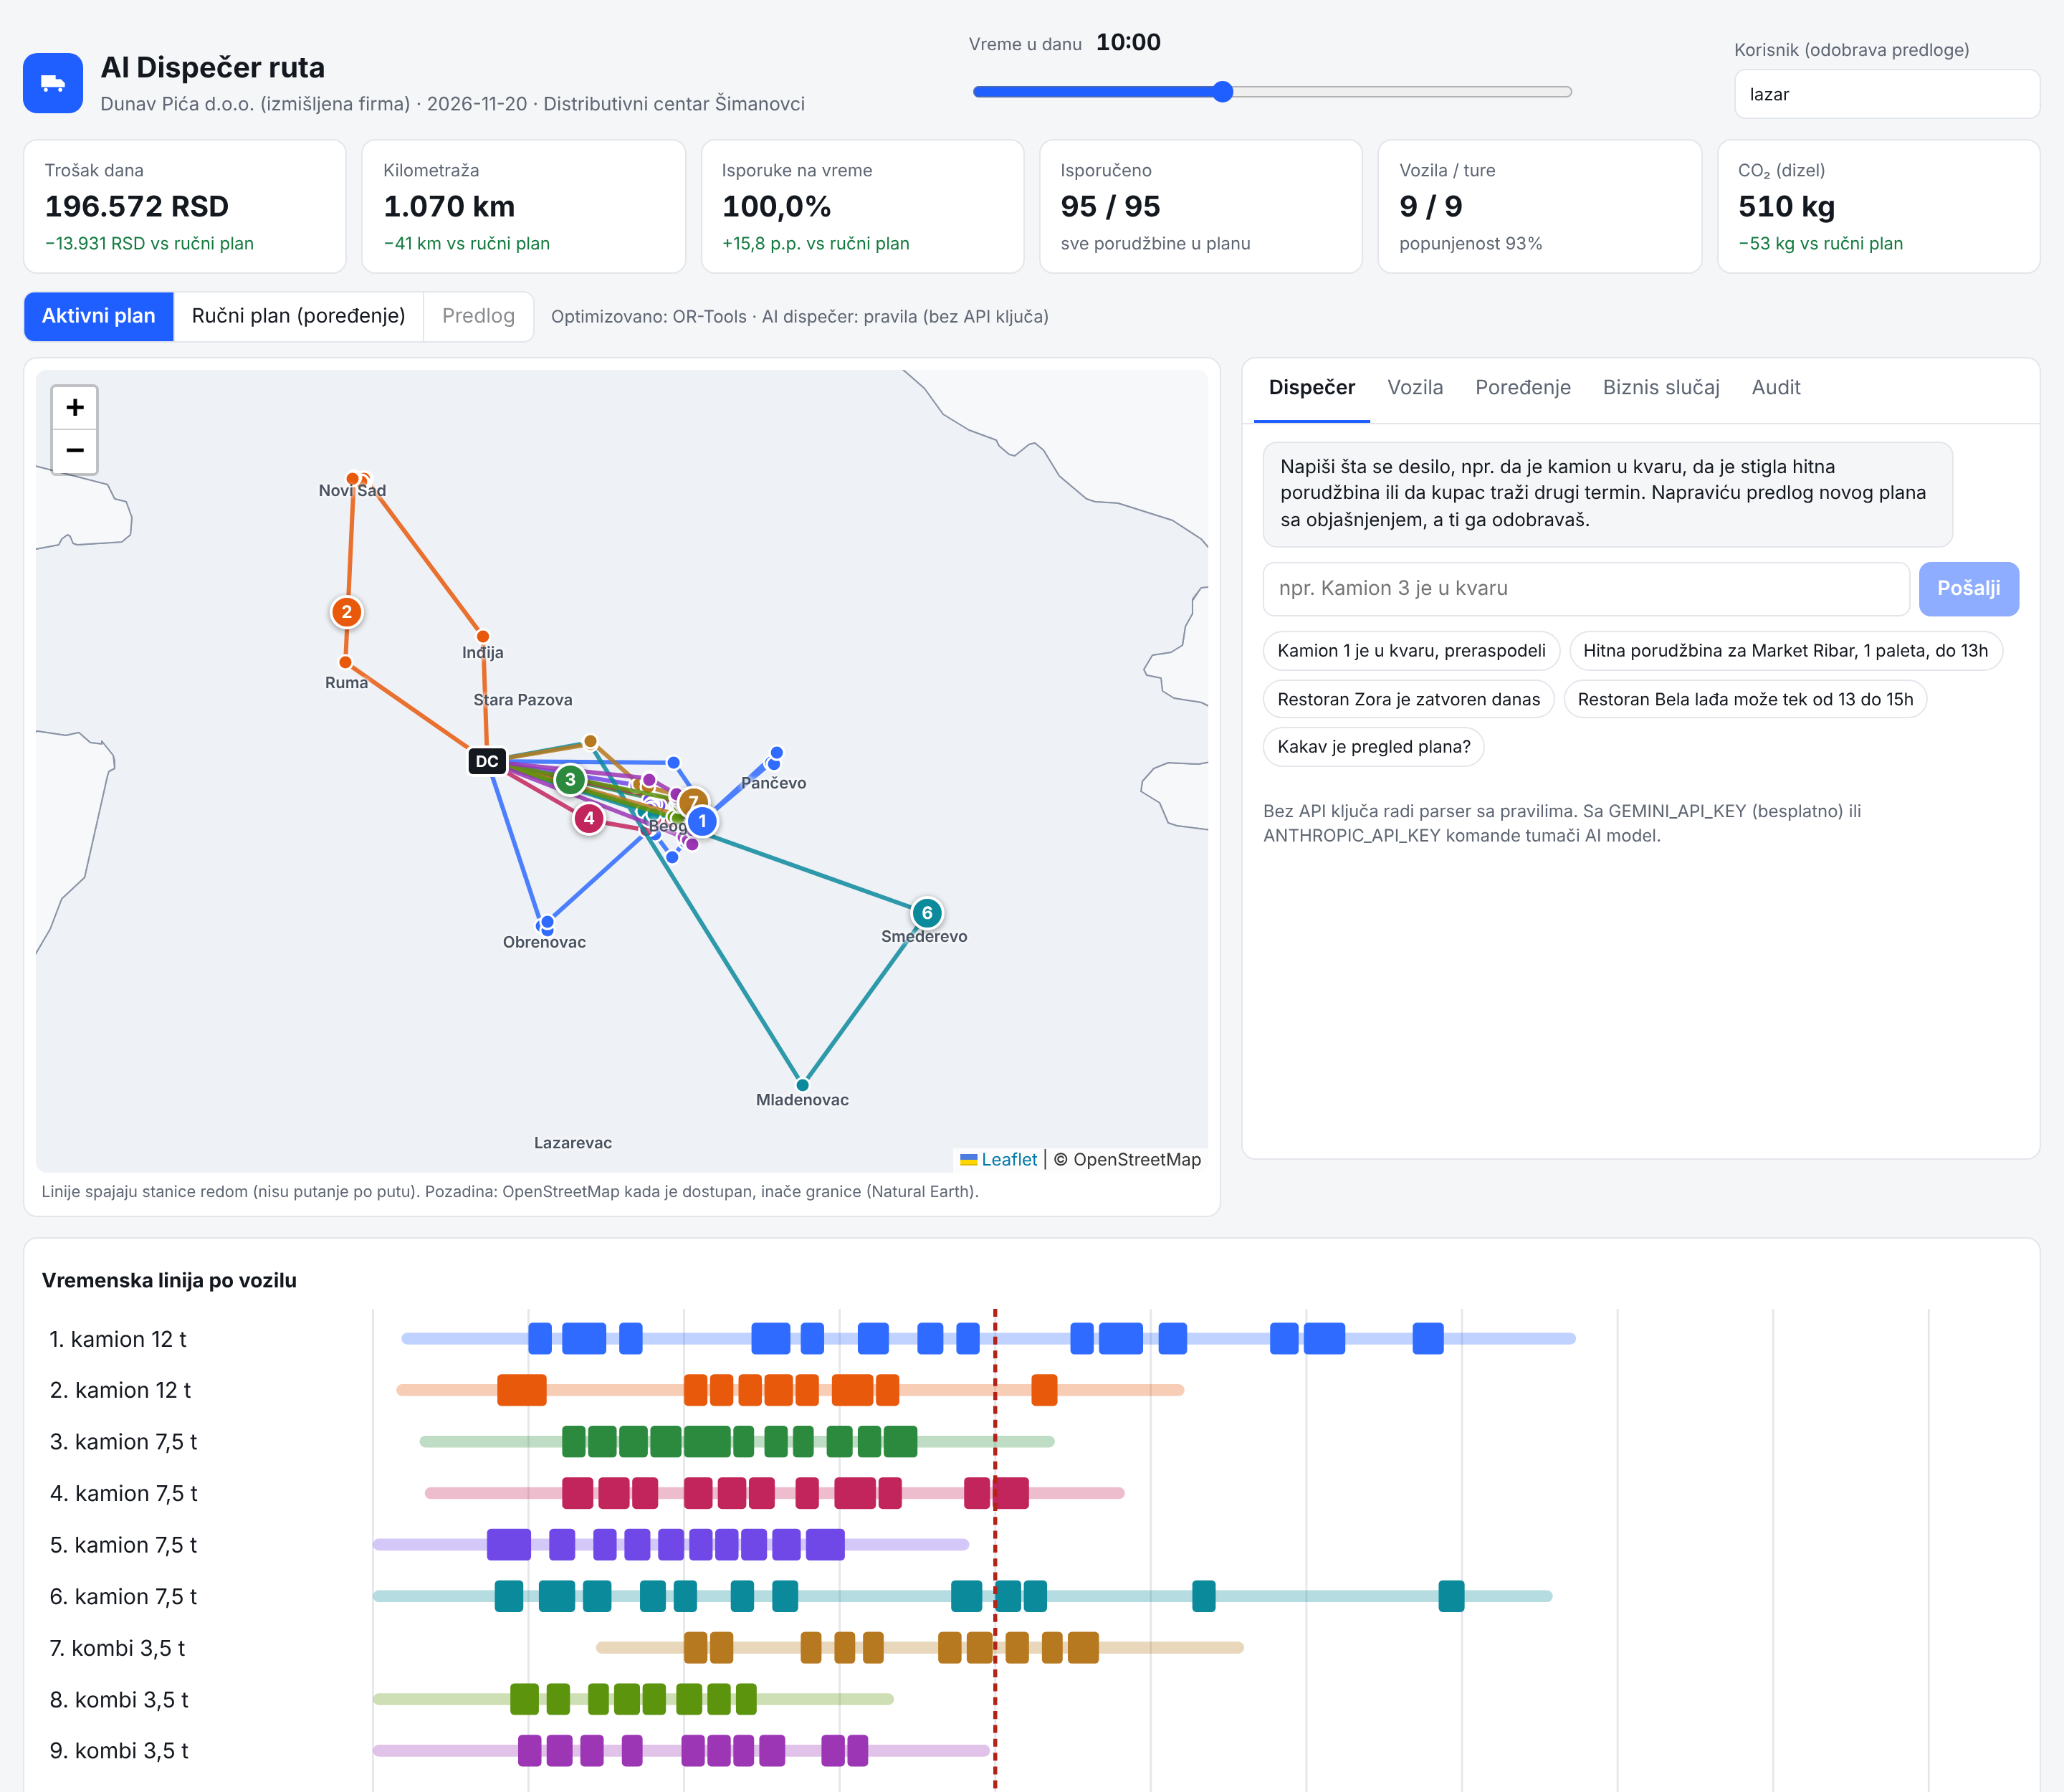 AI Dispečer ruta
Dunav Pića d.o.o. (izmišljena firma) · 2026-11-20 · Distributivni centar Šimanovci
Vreme u danu 10:00
Korisnik (odobrava predloge)
lazar
Trošak dana
196.572 RSD
−13.931 RSD vs ručni plan
Kilometraža
1.070 km
−41 km vs ručni plan
Isporuke na vreme
100,0%
+15,8 p.p. vs ručni plan
Isporučeno
95 / 95
sve porudžbine u planu
Vozila / ture
9 / 9
popunjenost 93%
CO₂ (dizel)
510 kg
−53 kg vs ručni plan
Aktivni plan
Ručni plan (poređenje)
Predlog
Optimizovano: OR-Tools · AI dispečer: pravila (bez API ključa)
+
−
Novi Sad
2
Inđija
Ruma
Stara Pazova
DC
3
Pančevo
7
4
1
Beog
6
Smederevo
Obrenovac
Mladenovac
Lazarevac
Leaflet | © OpenStreetMap
Linije spajaju stanice redom (nisu putanje po putu). Pozadina: OpenStreetMap kada je dostupan, inače granice (Natural Earth).
Dispečer
Vozila
Poređenje
Biznis slučaj
Audit
Napiši šta se desilo, npr. da je kamion u kvaru, da je stigla hitna
porudžbina ili da kupac traži drugi termin. Napraviću predlog novog plana
sa objašnjenjem, a ti ga odobravaš.
npr. Kamion 3 je u kvaru
Pošalji
Kamion 1 je u kvaru, preraspodeli
Hitna porudžbina za Market Ribar, 1 paleta, do 13h
Restoran Zora je zatvoren danas
Restoran Bela lađa može tek od 13 do 15h
Kakav je pregled plana?
Bez API ključa radi parser sa pravilima. Sa GEMINI_API_KEY (besplatno) ili
ANTHROPIC_API_KEY komande tumači AI model.
Vremenska linija po vozilu
1. kamion 12 t
2. kamion 12 t
3. kamion 7,5 t
4. kamion 7,5 t
5. kamion 7,5 t
6. kamion 7,5 t
7. kombi 3,5 t
8. kombi 3,5 t
9. kombi 3,5 t